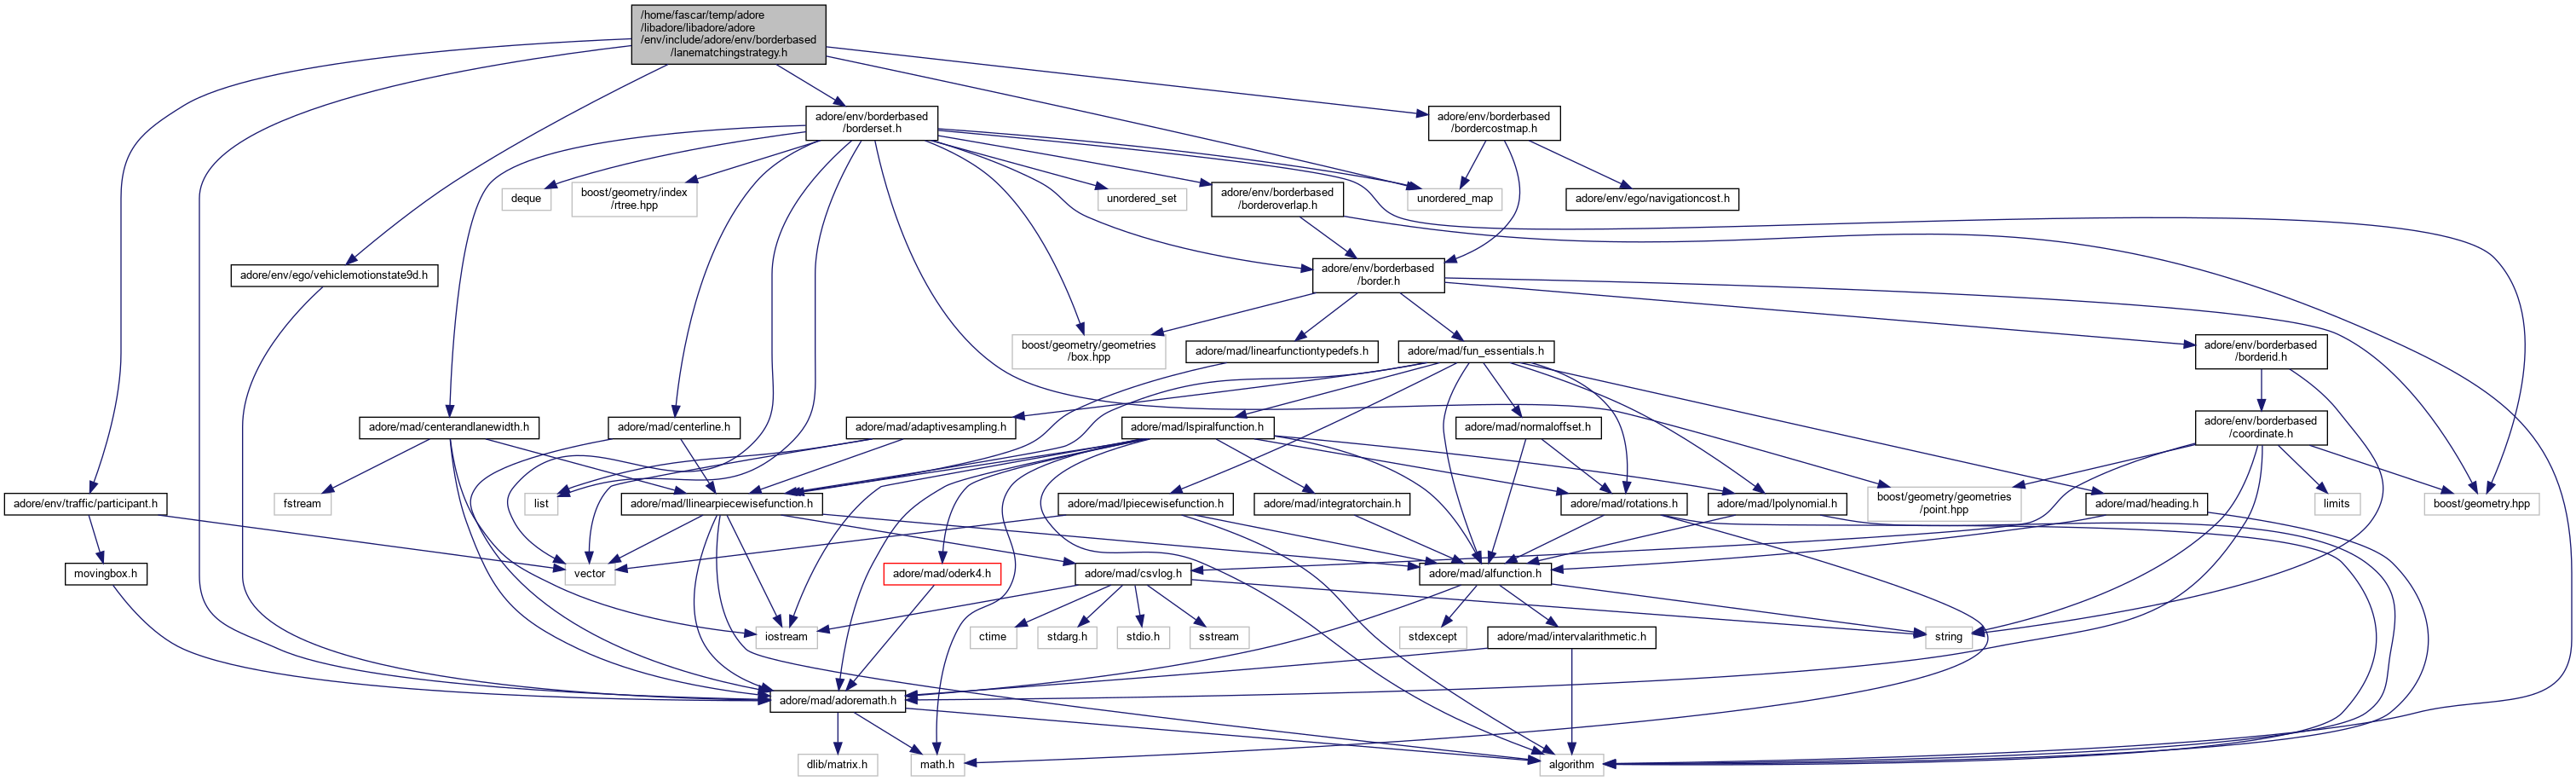 /home/fascar/temp/adore
/libadore/libadore/adore
/env/include/adore/env/borderbased
/lanematchingstrategy.h
adore/env/borderbased
/borderset.h
adore/env/borderbased
/bordercostmap.h
deque
boost/geometry/index
/rtree.hpp
unordered_set
adore/env/borderbased
/borderoverlap.h
unordered_map
adore/env/ego/navigationcost.h
adore/env/ego/vehiclemotionstate9d.h
adore/env/borderbased
/border.h
boost/geometry/geometries
/box.hpp
adore/mad/linearfunctiontypedefs.h
adore/mad/fun_essentials.h
adore/env/borderbased
/borderid.h
adore/mad/centerandlanewidth.h
adore/mad/centerline.h
adore/mad/adaptivesampling.h
adore/mad/lspiralfunction.h
adore/mad/normaloffset.h
adore/env/borderbased
/coordinate.h
adore/env/traffic/participant.h
fstream
list
adore/mad/llinearpiecewisefunction.h
adore/mad/lpiecewisefunction.h
adore/mad/integratorchain.h
adore/mad/rotations.h
adore/mad/lpolynomial.h
boost/geometry/geometries
/point.hpp
adore/mad/heading.h
limits
boost/geometry.hpp
movingbox.h
vector
adore/mad/oderk4.h
adore/mad/csvlog.h
adore/mad/alfunction.h
iostream
ctime
stdarg.h
stdio.h
sstream
stdexcept
adore/mad/intervalarithmetic.h
string
adore/mad/adoremath.h
dlib/matrix.h
math.h
algorithm